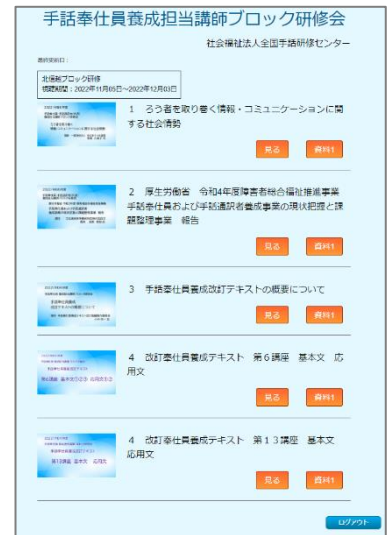 手話奉仕員養成担当講師ブロック研修会
社会福祉法人全国手話研修センター
最終更新日:
北信越ブロック研修
視聴期間:2022年11月05日~2022年12月03日
1 ろう者を取り巻く情報・コミュニケーションに関
する社会情勢
見る 資料1
2 厚生労働省 令和4年度障害者総合福祉推進事業
手話奉仕員および手話通訳者養成事業の現状把握と課
題整理事業 報告
見る 資料1
3 手話奉仕員養成改訂テキストの概要について
見る 資料1
4 改訂奉仕員養成テキスト 第6講座 基本文 応
用文
見る 資料1
4 改訂奉仕員養成テキスト 第13講座 基本文
応用文
見る 資料1
ログアウト